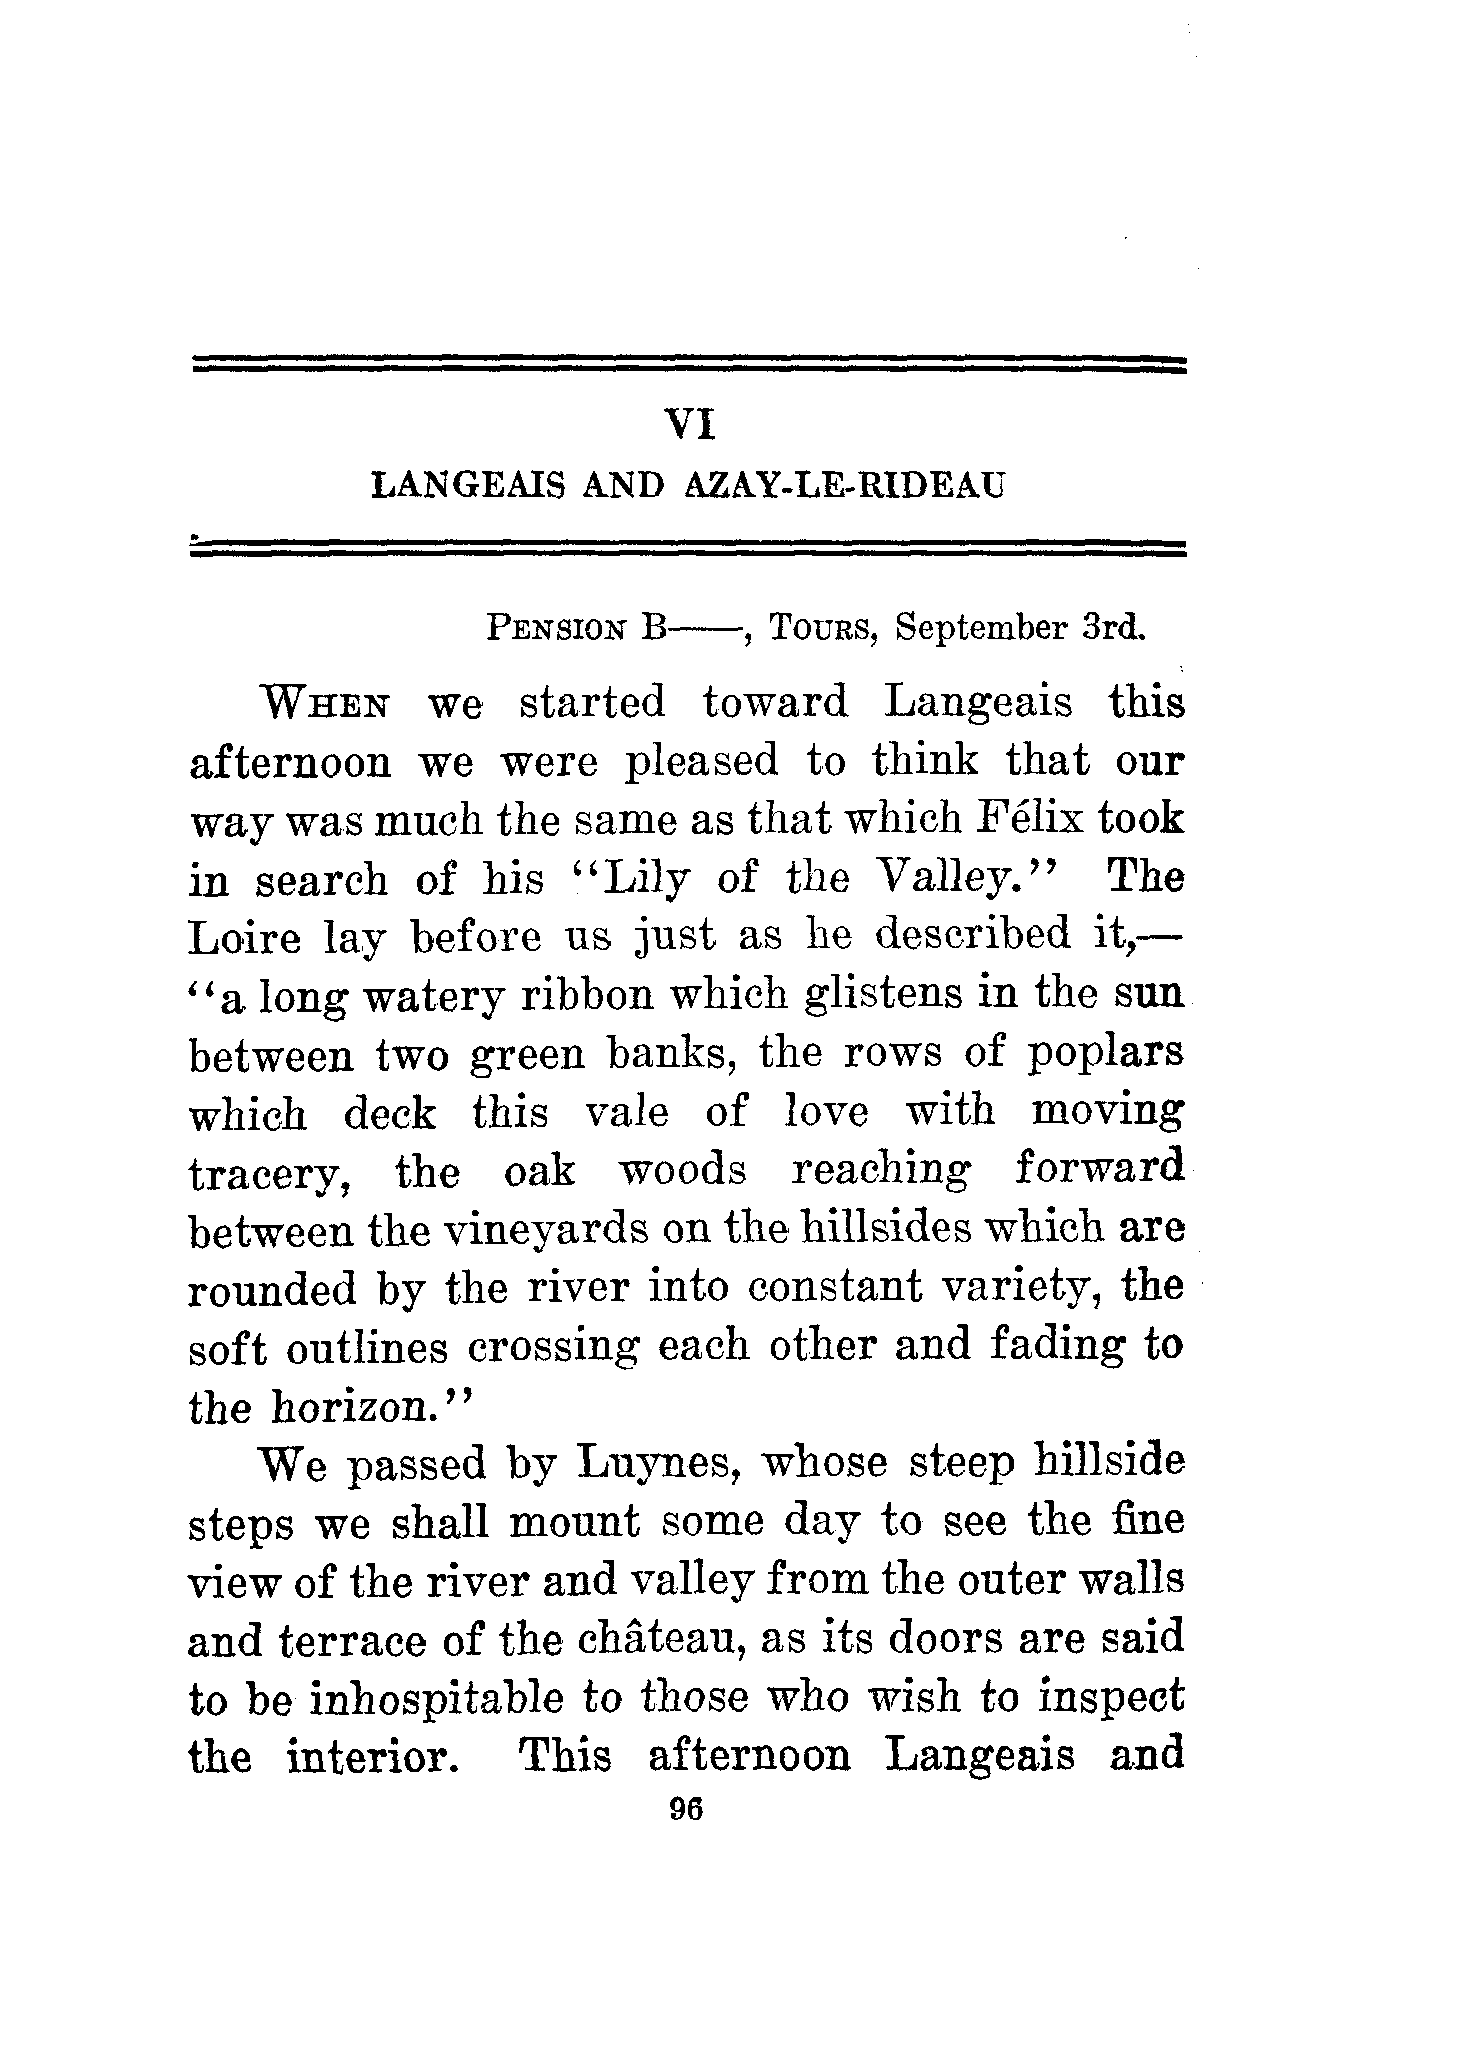 VI
LANGEAIS AND AZAY-LE-RIDEAU
PENSION B——, TOURS, September 3rd.
WHEN we started toward Langeais this
afternoon we were pleased to think that our
way was much the same as that which Félix took
in search of his “Lily of the Valley.” The
Loire lay before us just as he described it,—
“a long watery ribbon which glistens in the sun
between two green banks, the rows of poplars
which deck this vale of love with moving
tracery, the oak woods reaching forward
between the vineyards on the hillsides which are
rounded by the river into constant variety, the
soft outlines crossing each other and fading to
the horizon.”
We passed by Luynes, whose steep hillside
steps we shall mount some day to see the fine
view of the river and valley from the outer walls
and terrace of the château, as its doors are said
to be inhospitable to those who wish to inspect
the interior. This afternoon Langeais and
96